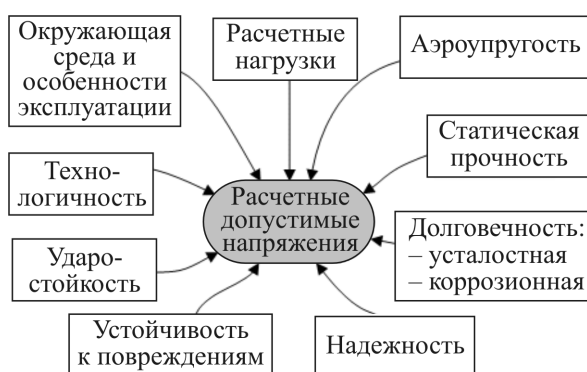 Окружающая
среда и
особенности
эксплуатации
Расчетные
нагрузки
Аэроупругость
Статическая
прочность
Техно-
логичность
Расчетные
допустимые
напряжения
Долговечность:
– усталостная
– коррозионная
Ударо-
стойкость
Устойчивость
к повреждениям
Надежность